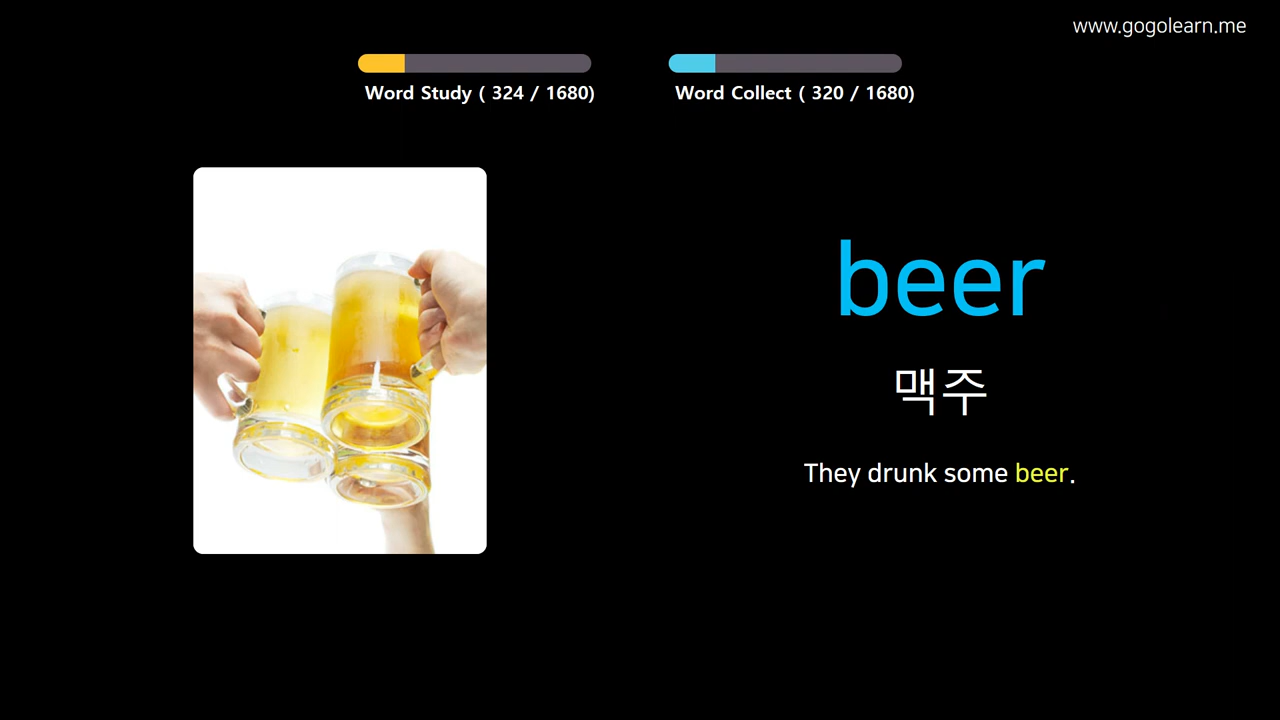 www.gogolearn.me
Word Study ( 324 / 1680)
Word Collect ( 320 / 1680)
beer
맥주
They drunk some beer.